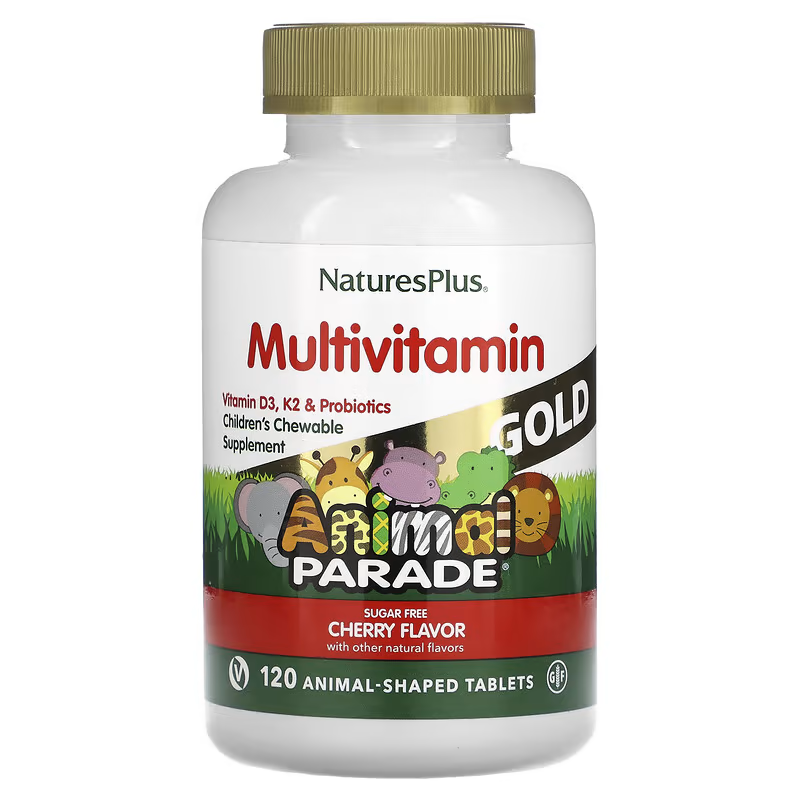 NaturesPlus®
Multivitamin
Vitamin D3, K2 & Probiotics
Children's Chewable
Supplement
GOLD
Animal
PARADE®
SUGAR FREE
CHERRY FLAVOR
with other natural flavors
V 120 ANIMAL-SHAPED TABLETS GF